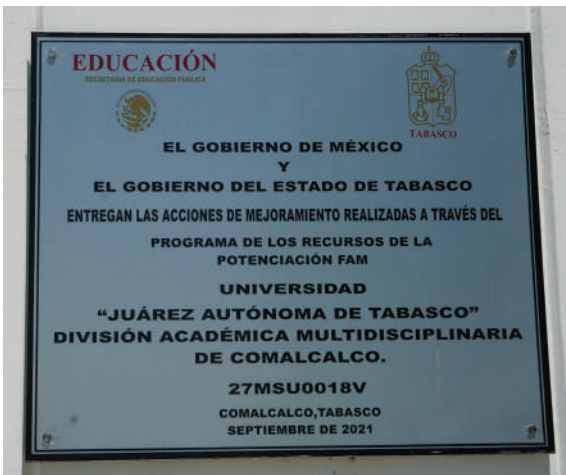 EDUCACIÓN
SECRETARÍA DE EDUCACIÓN PÚBLICA
TABASCO
EL GOBIERNO DE MÉXICO
Y
EL GOBIERNO DEL ESTADO DE TABASCO
ENTREGAN LAS ACCIONES DE MEJORAMIENTO REALIZADAS A TRAVÉS DEL
PROGRAMA DE LOS RECURSOS DE LA
POTENCIACIÓN FAM
UNIVERSIDAD
“JUÁREZ AUTÓNOMA DE TABASCO”
DIVISIÓN ACADÉMICA MULTIDISCIPLINARIA
DE COMALCALCO.
27MSU0018V
COMALCALCO,TABASCO
SEPTIEMBRE DE 2021